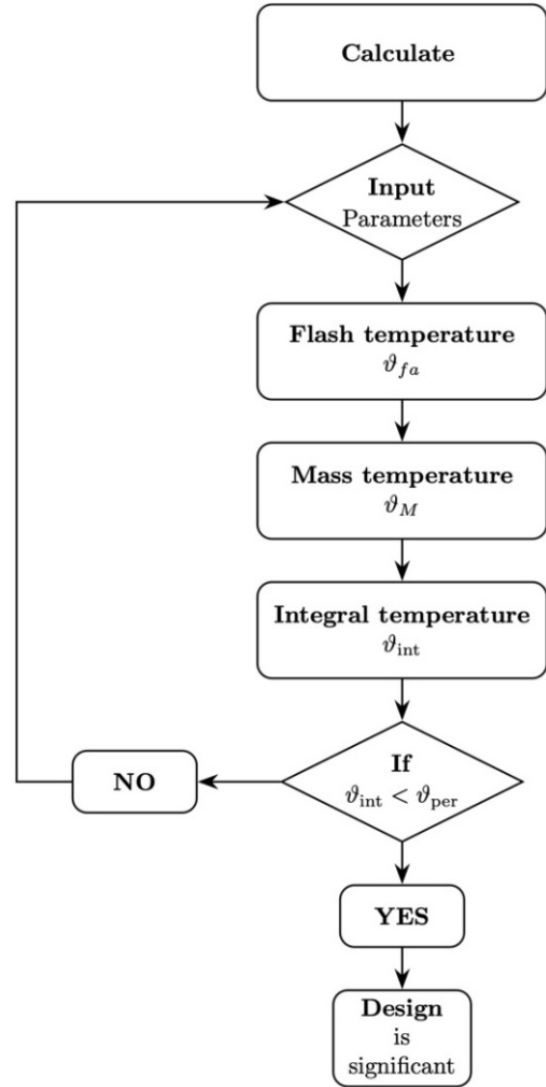 Calculate
Input
Parameters
Flash temperature
ϑ_fa
Mass temperature
ϑ_M
Integral temperature
ϑ_int
If
NO
ϑ_int < ϑ_per
YES
Design
is
significant